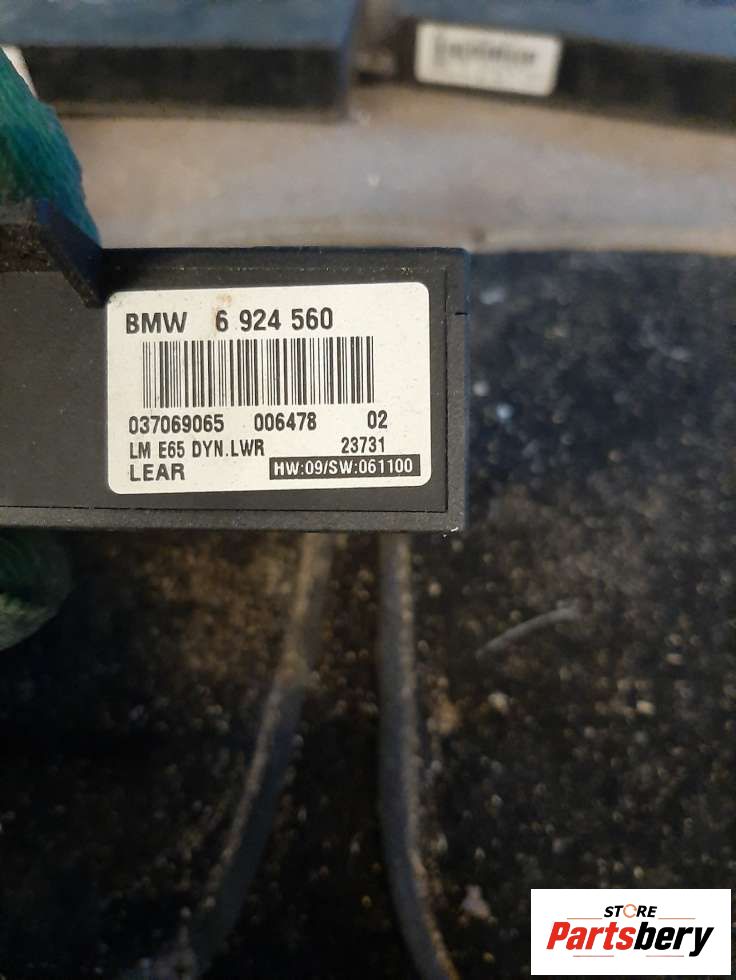 BMW 6 924 560
037069065 006478 02
LM E65 DYN.LWR 23731
LEAR HW:09/SW:061100
STORE
Partsbery